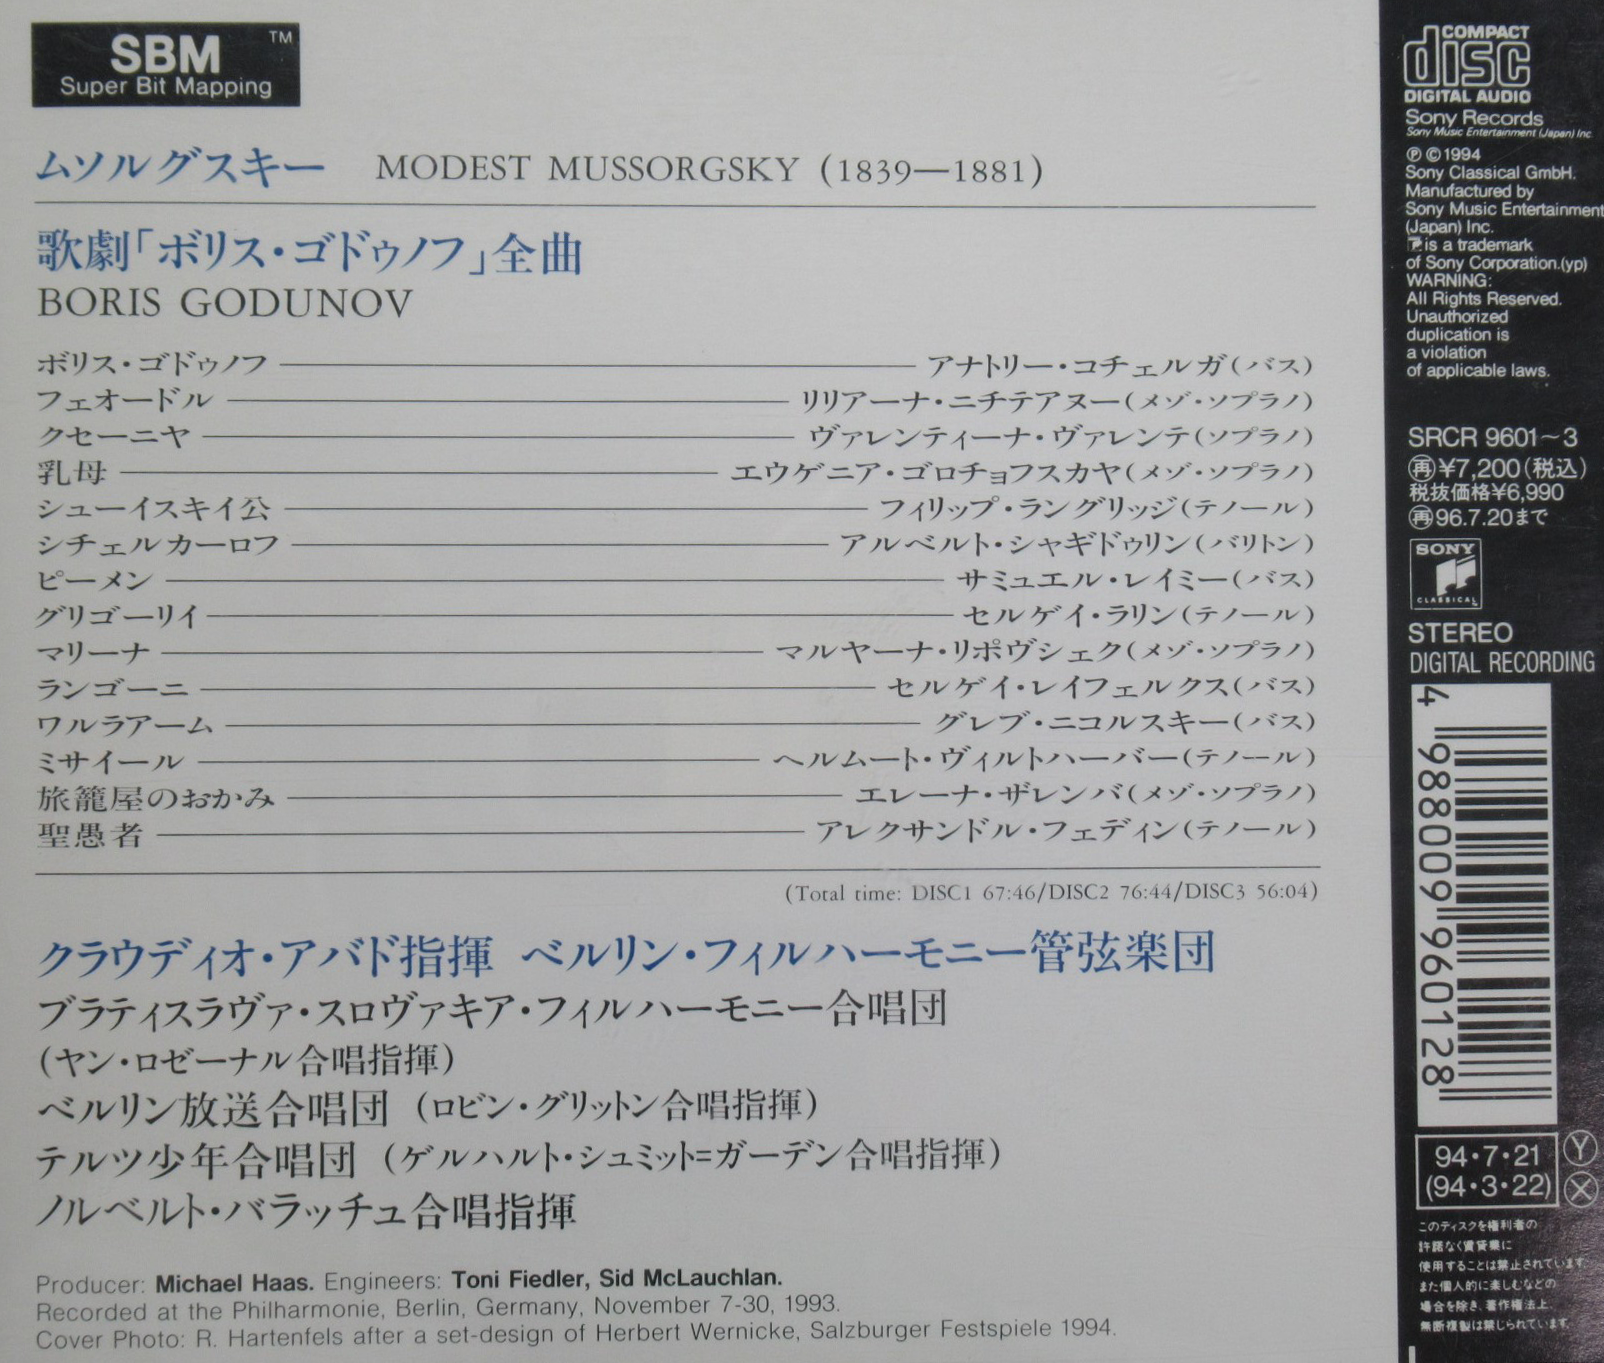 SBM™
Super Bit Mapping
ムソルグスキー MODEST MUSSORGSKY (1839—1881)
歌劇「ボリス・ゴドゥノフ」全曲
BORIS GODUNOV
ボリス・ゴドゥノフ アナトリー・コチェルガ(バス)
フェオードル リリアーナ・ニチテアヌー(メゾ・ソプラノ)
クセーニヤ ヴァレンティーナ・ヴァレンテ(ソプラノ)
乳母 エウゲニア・ゴロチョフスカヤ(メゾ・ソプラノ)
シューイスキイ公 フィリップ・ラングリッジ(テノール)
シチェルカーロフ アルベルト・シャギドゥリン(バリトン)
ピーメン サミュエル・レイミー(バス)
グリゴーリイ セルゲイ・ラリン(テノール)
マリーナ マルヤーナ・リポヴシェク(メゾ・ソプラノ)
ランゴーニ セルゲイ・レイフェルクス(バス)
ワルラアーム グレブ・ニコルスキー(バス)
ミサイール ヘルムート・ヴィルトハーバー(テノール)
旅籠屋のおかみ エレーナ・ザレンバ(メゾ・ソプラノ)
聖愚者 アレクサンドル・フェディン(テノール)
(Total time: DISC1 67:46/DISC2 76:44/DISC3 56:04)
クラウディオ・アバド指揮 ベルリン・フィルハーモニー管弦楽団
ブラティスラヴァ・スロヴァキア・フィルハーモニー合唱団
(ヤン・ロゼーナル合唱指揮)
ベルリン放送合唱団 (ロビン・グリットン合唱指揮)
テルツ少年合唱団 (ゲルハルト・シュミット=ガーデン合唱指揮)
ノルベルト・バラッチュ合唱指揮
Producer: Michael Haas. Engineers: Toni Fiedler, Sid McLauchlan.
Recorded at the Philharmonie, Berlin, Germany, November 7-30, 1993.
Cover Photo: R. Hartenfels after a set-design of Herbert Wernicke, Salzburger Festspiele 1994.
COMPACT
disc
DIGITAL AUDIO
Sony Records
Sony Music Entertainment (Japan) Inc.
Ⓟ©1994
Sony Classical GmbH.
Manufactured by
Sony Music Entertainment
(Japan) Inc.
is a trademark
of Sony Corporation.(yp)
WARNING:
All Rights Reserved.
Unauthorized
duplication is
a violation
of applicable laws.
SRCR 9601~3
再¥7,200(税込)
税抜価格¥6,990
再96.7.20まで
SONY
CLASSICAL
STEREO
DIGITAL RECORDING
4 988009 960128
94・7・21 Y
(94・3・22) X
このディスクを権利者の
許諾なく賃貸業に
使用することは禁止されています。
また個人的に楽しむなどの
場合を除き、著作権法上、
無断複製は禁じられています。